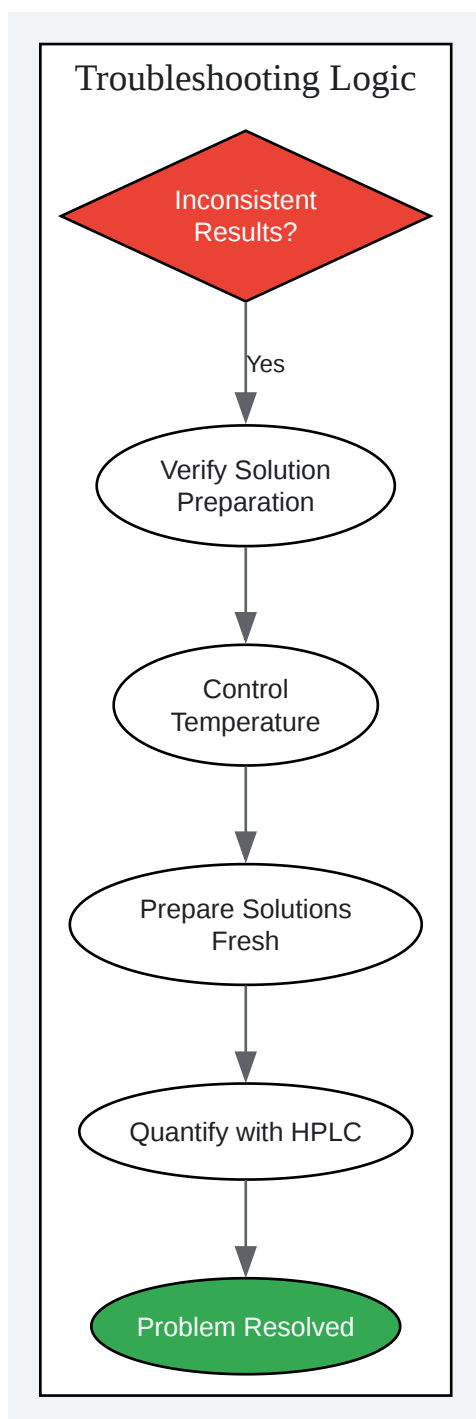 Troubleshooting Logic
Inconsistent
Results?
Yes
Verify Solution
Preparation
Control
Temperature
Prepare Solutions
Fresh
Quantify with HPLC
Problem Resolved